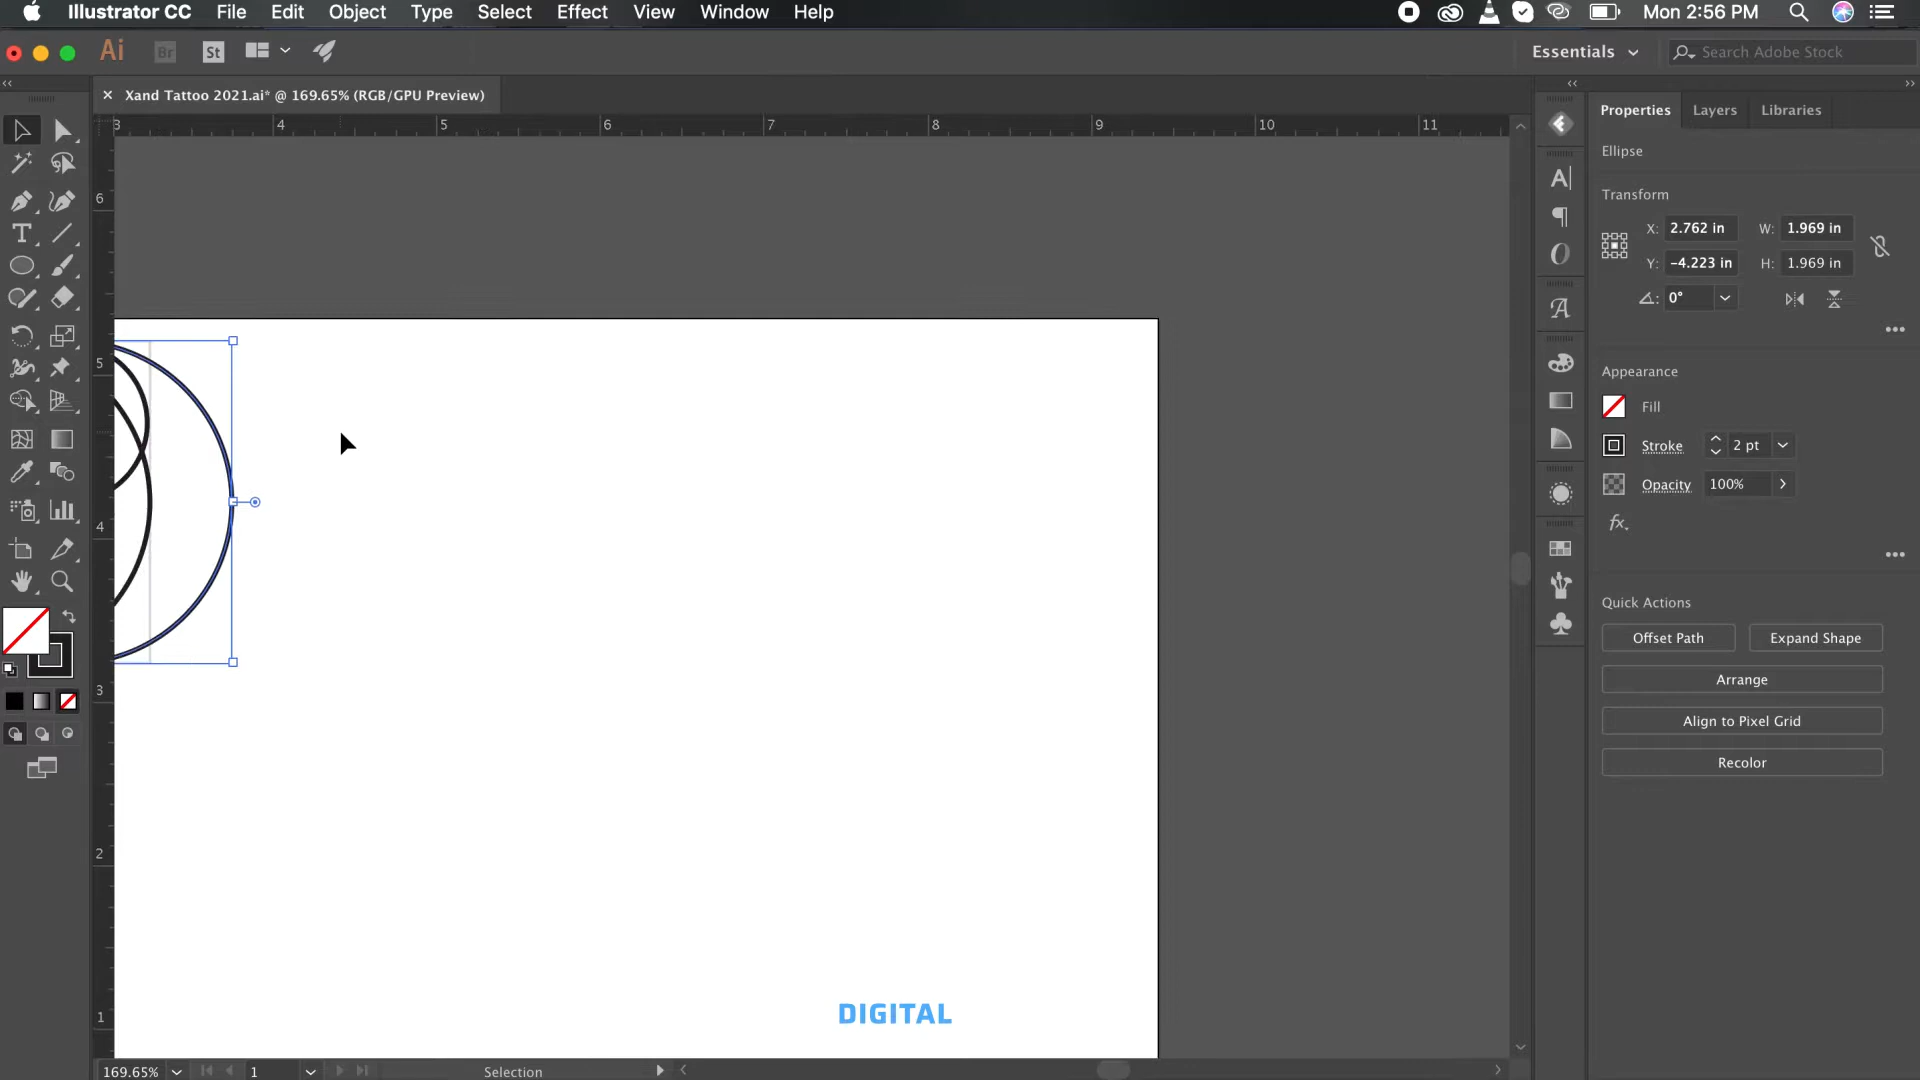 Illustrator CC File Edit Object Type Select Effect View Window Help Mon 2:56 PM
Ai Br St Essentials Search Adobe Stock
Xand Tattoo 2021.ai* @ 169.65% (RGB/GPU Preview)
Properties Layers Libraries
3 4 5 6 7 8 9 10 11
Ellipse
Transform
X: 2.762 in W: 1.969 in
Y: -4.223 in H: 1.969 in
0°
6
5
4
3
2
1
Appearance
Fill
Stroke 2 pt
Opacity 100%
fx.
Quick Actions
Offset Path Expand Shape
Arrange
Align to Pixel Grid
Recolor
DIGITAL
169.65% 1 Selection